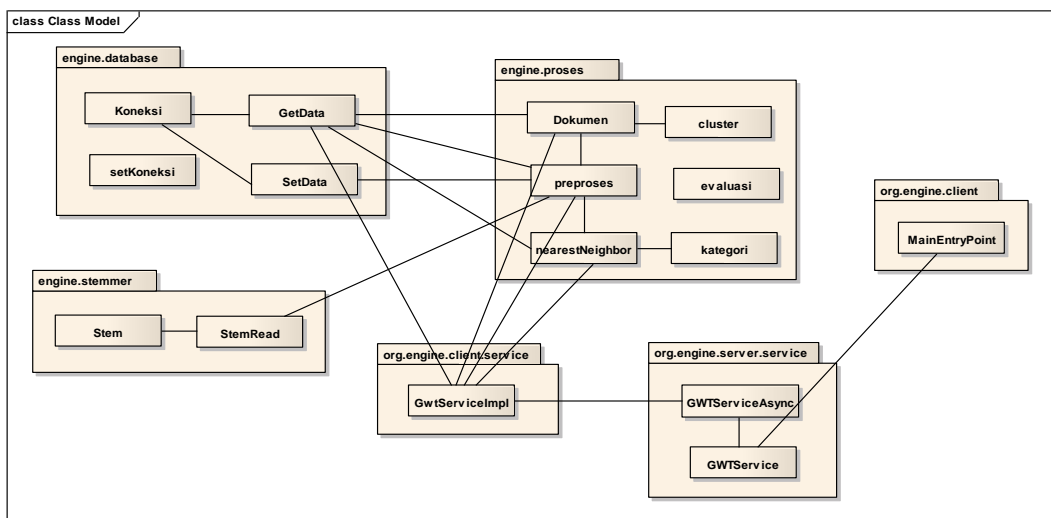 class Class Model
engine.database
Koneksi
GetData
setKoneksi
SetData
engine.proses
Dokumen
cluster
preproses
evaluasi
nearestNeighbor
kategori
org.engine.client
MainEntryPoint
engine.stemmer
Stem
StemRead
org.engine.client.service
GwtServiceImpl
org.engine.server.service
GWTServiceAsync
GWTService